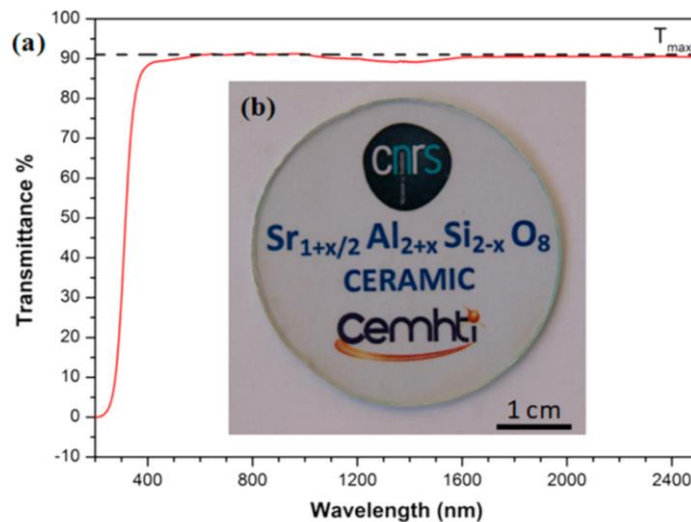 (a)
T_max
100
90
80
70
60
50
40
30
20
10
0
-10
Transmittance %
(b)
cnrs
Sr₁₊ₓ/₂ Al₂₊ₓ Si₂₋ₓ O₈
CERAMIC
Cemhti
1 cm
400 800 1200 1600 2000 2400
Wavelength (nm)